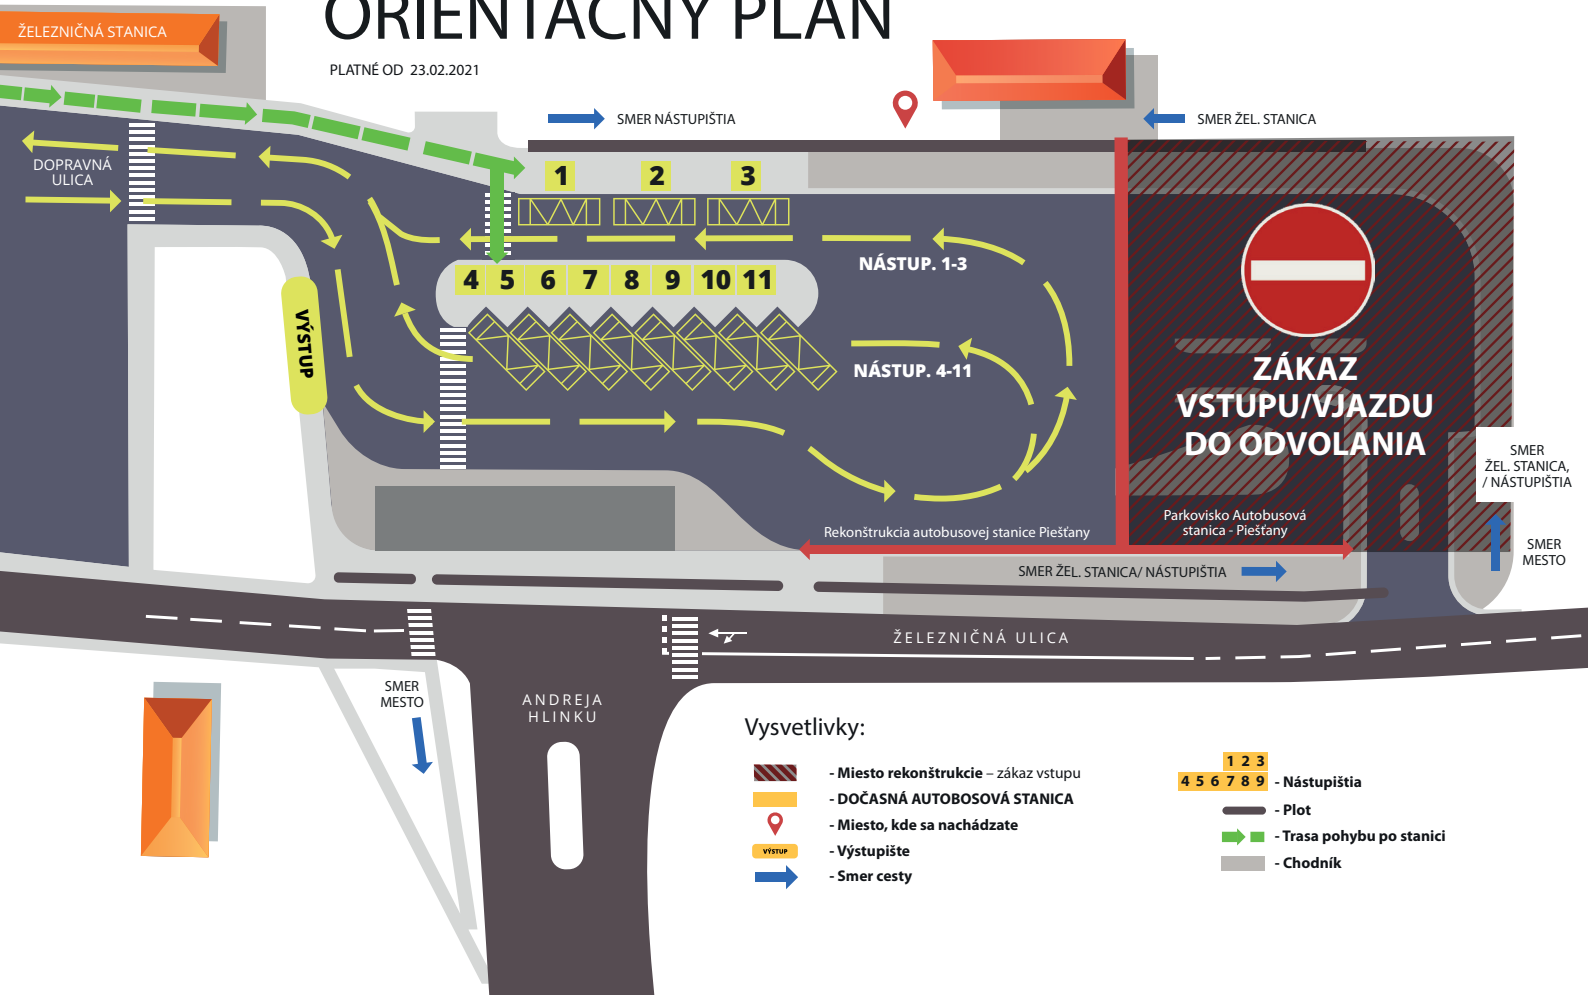 ORIENTAČNÝ PLÁN
PLATNÉ OD 23.02.2021
ŽELEZNIČNÁ STANICA
SMER NÁSTUPIŠTIA
SMER ŽEL. STANICA
DOPRAVNÁ
ULICA
1 2 3
NÁSTUP. 1-3
4 5 6 7 8 9 10 11
VÝSTUP
NÁSTUP. 4-11
ZÁKAZ
VSTUPU/VJAZDU
DO ODVOLANIA
SMER
ŽEL. STANICA,
/ NÁSTUPIŠTIA
Rekonštrukcia autobusovej stanice Piešťany
Parkovisko Autobusová
stanica - Piešťany
SMER
MESTO
SMER ŽEL. STANICA/ NÁSTUPIŠTIA
ŽELEZNIČNÁ ULICA
SMER
MESTO
ANDREJA
HLINKU
Vysvetlivky:
- Miesto rekonštrukcie – zákaz vstupu
- DOČASNÁ AUTOBOSOVÁ STANICA
- Miesto, kde sa nachádzate
VÝSTUP - Výstupište
- Smer cesty
1 2 3
4 5 6 7 8 9 - Nástupištia
- Plot
- Trasa pohybu po stanici
- Chodník